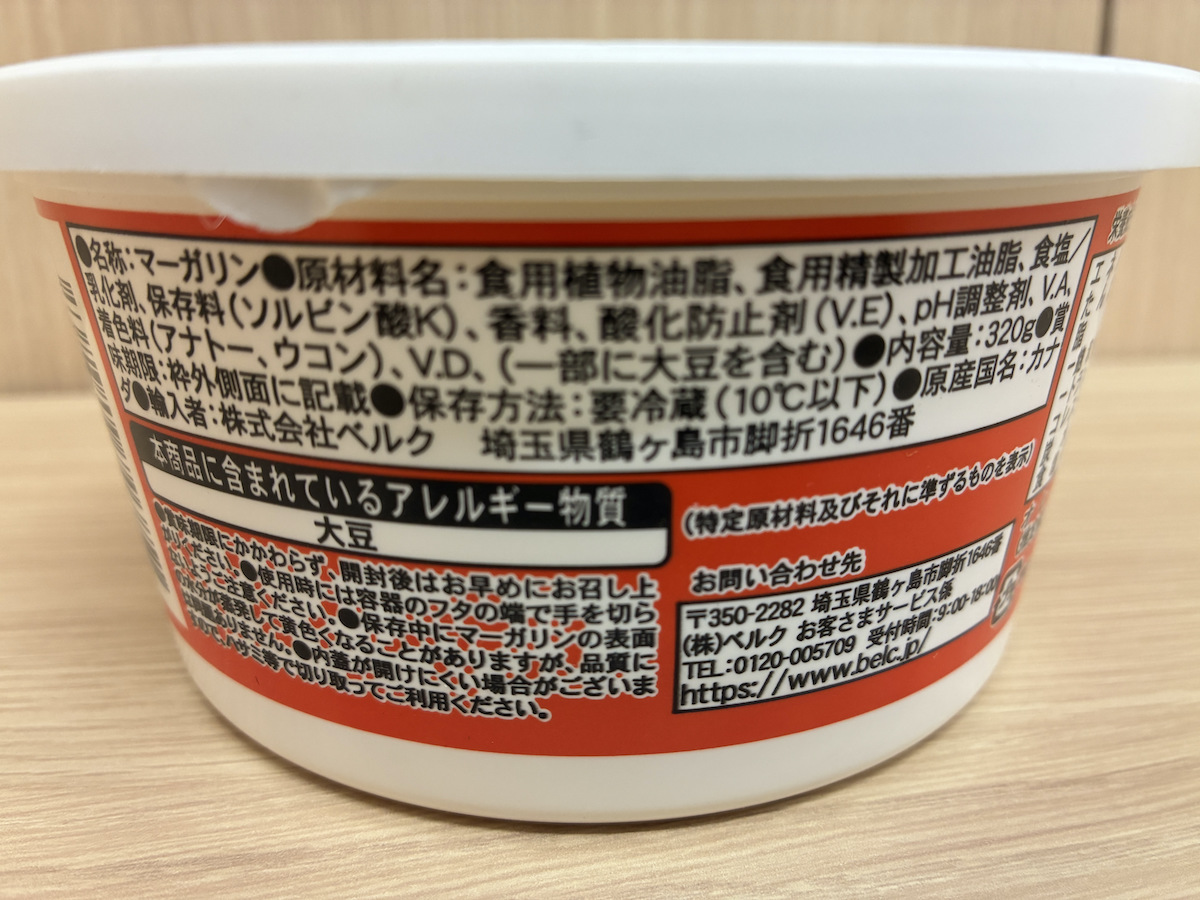 ●名称：マーガリン●原材料名：食用植物油脂、食用精製加工油脂、食塩／
乳化剤、保存料(ソルビン酸K)、香料、酸化防止剤(V.E)、pH調整剤、V.A、
着色料(アナトー、ウコン)、V.D、(一部に大豆を含む)●内容量：320g●賞
味期限：枠外側面に記載●保存方法：要冷蔵(10℃以下)●原産国名：カナ
ダ●輸入者：株式会社ベルク　埼玉県鶴ヶ島市脚折1646番
本商品に含まれているアレルギー物質
大豆
(特定原材料及びそれに準ずるものを表示)
●賞味期限にかかわらず、開封後はお早めにお召し上
がりください。●使用時には容器のフタの端で手を切ら
ないようご注意ください。●保存中にマーガリンの表面
の水分が蒸発して黄色くなることがありますが、品質に
問題ありません。●内蓋が開けにくい場合がございま
すので、ハサミ等で切り取ってご利用ください。
お問い合わせ先
〒350-2282 埼玉県鶴ヶ島市脚折1646番
(株)ベルク お客さまサービス係
TEL:0120-005709 受付時間:9:00-18:00
https://www.belc.jp/